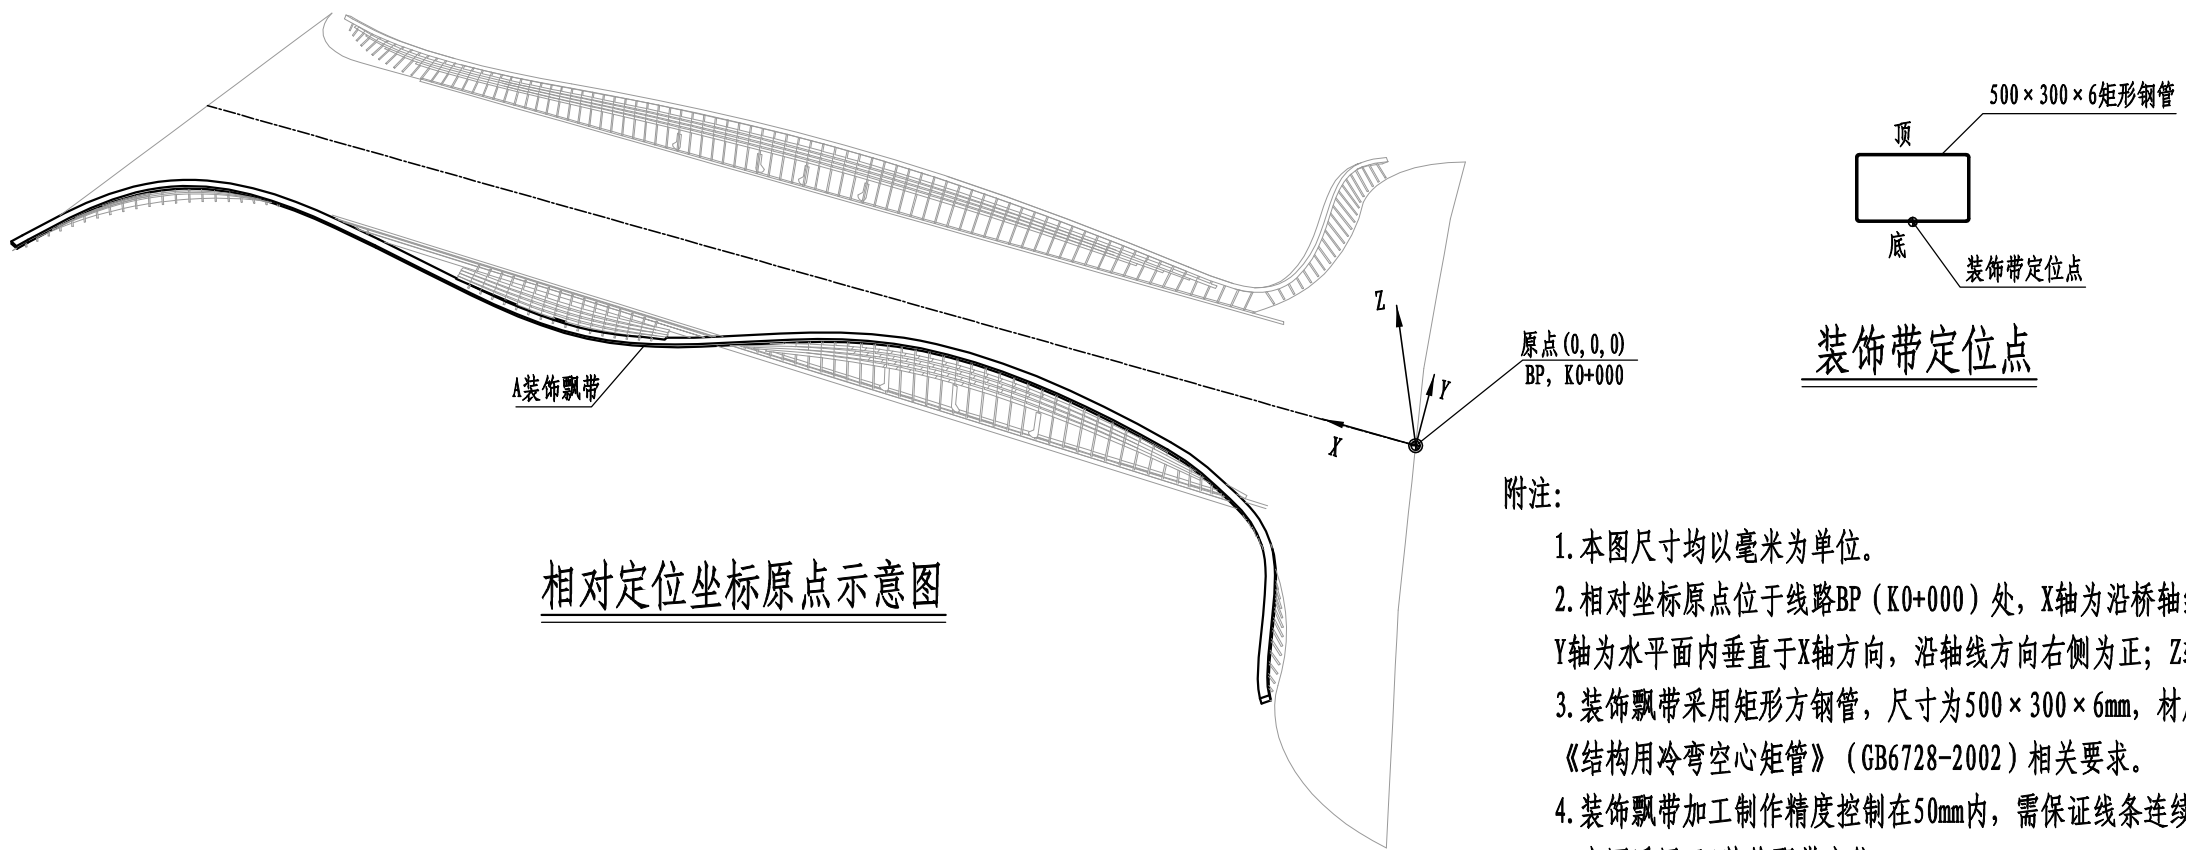 500×300×6矩形钢管
顶
底
装饰带定位点
装饰带定位点
Z
Y
X
原点(0,0,0)
BP, K0+000
A装饰飘带
相对定位坐标原点示意图
附注:
1.本图尺寸均以毫米为单位。
2.相对坐标原点位于线路BP(K0+000)处，X轴为沿桥轴
Y轴为水平面内垂直于X轴方向，沿轴线方向右侧为正；Z
3.装饰飘带采用矩形方钢管，尺寸为500×300×6mm，材
《结构用冷弯空心矩管》(GB6728-2002)相关要求。
4.装饰飘带加工制作精度控制在50mm内，需保证线条连续